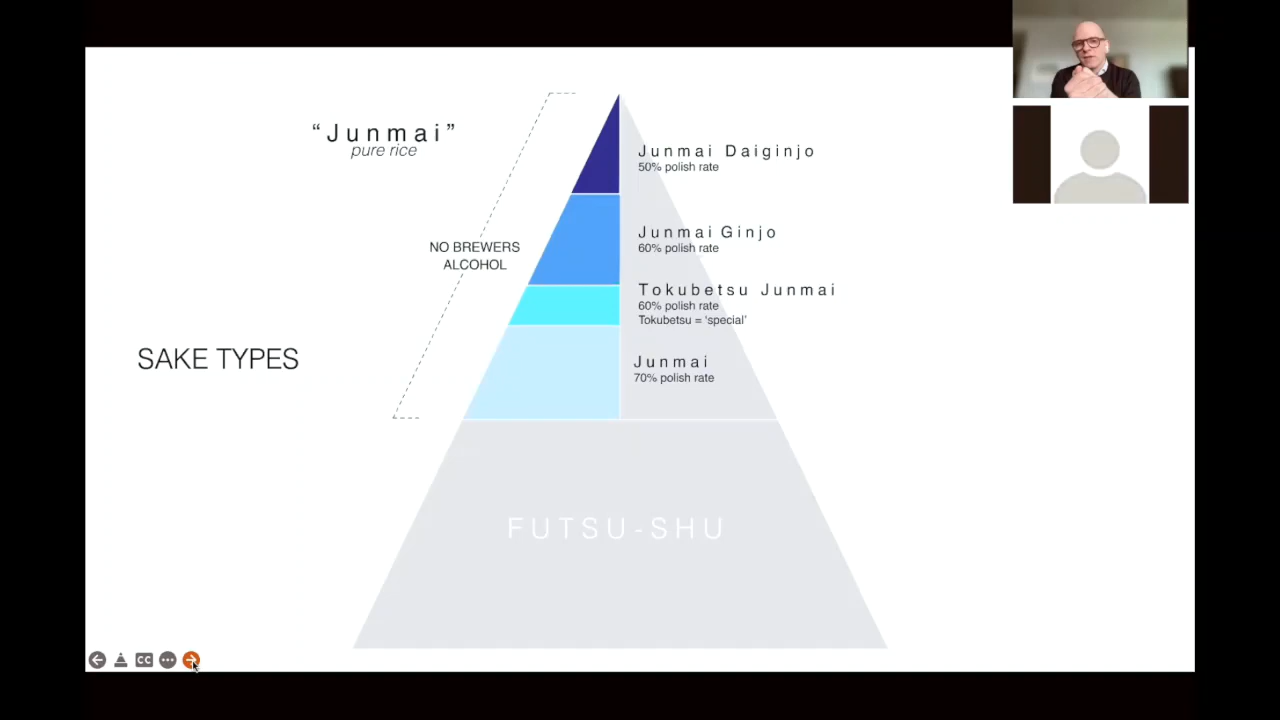 “Junmai”
pure rice
NO BREWERS
ALCOHOL
SAKE TYPES
Junmai Daiginjo
50% polish rate
Junmai Ginjo
60% polish rate
Tokubetsu Junmai
60% polish rate
Tokubetsu = ‘special’
Junmai
70% polish rate
FUTSU-SHU
CC